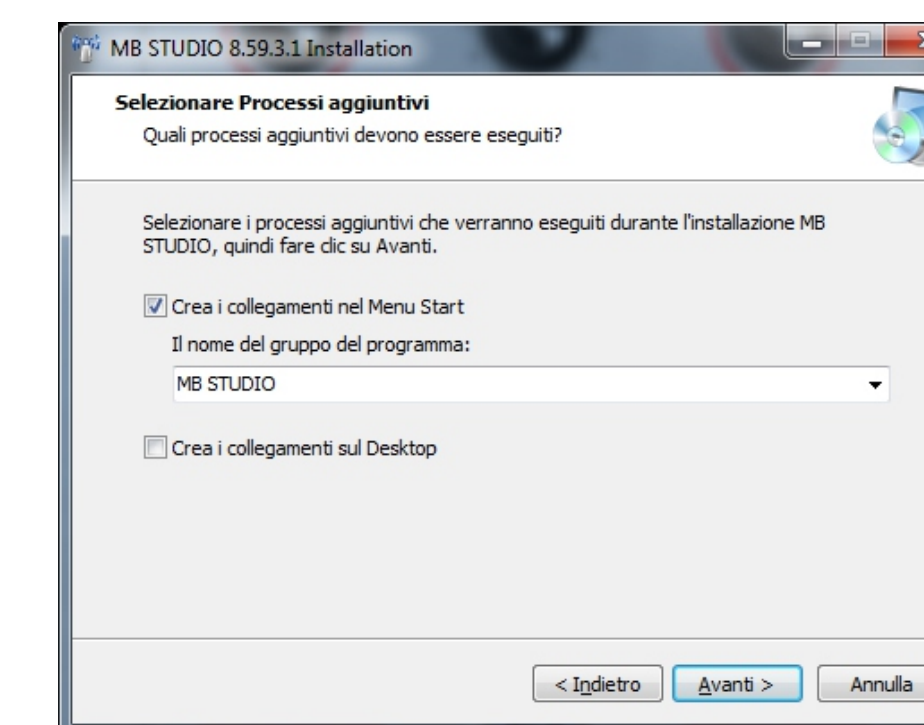 MB STUDIO 8.59.3.1 Installation
Selezionare Processi aggiuntivi
Quali processi aggiuntivi devono essere eseguiti?
Selezionare i processi aggiuntivi che verranno eseguiti durante l'installazione MB
STUDIO, quindi fare clic su Avanti.
Crea i collegamenti nel Menu Start
Il nome del gruppo del programma:
MB STUDIO
Crea i collegamenti sul Desktop
< Indietro
Avanti >
Annulla